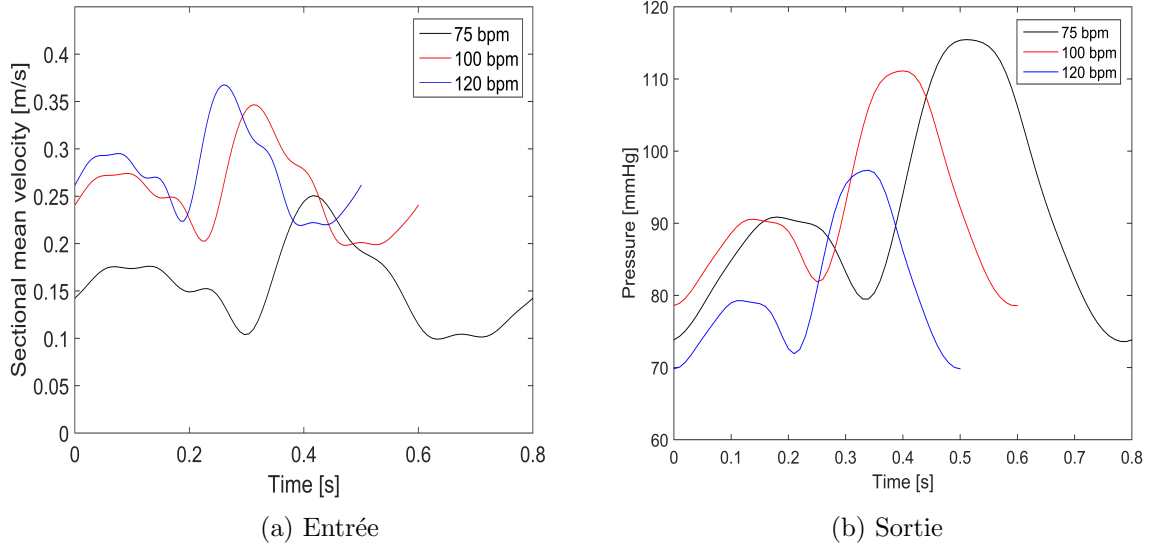 Sectional mean velocity [m/s]
0.4
0.35
0.3
0.25
0.2
0.15
0.1
0.05
0
75 bpm
100 bpm
120 bpm
0 0.2 0.4 0.6 0.8
Time [s]
(a) Entrée
Pressure [mmHg]
120
110
100
90
80
70
60
75 bpm
100 bpm
120 bpm
0 0.1 0.2 0.3 0.4 0.5 0.6 0.7 0.8
Time [s]
(b) Sortie